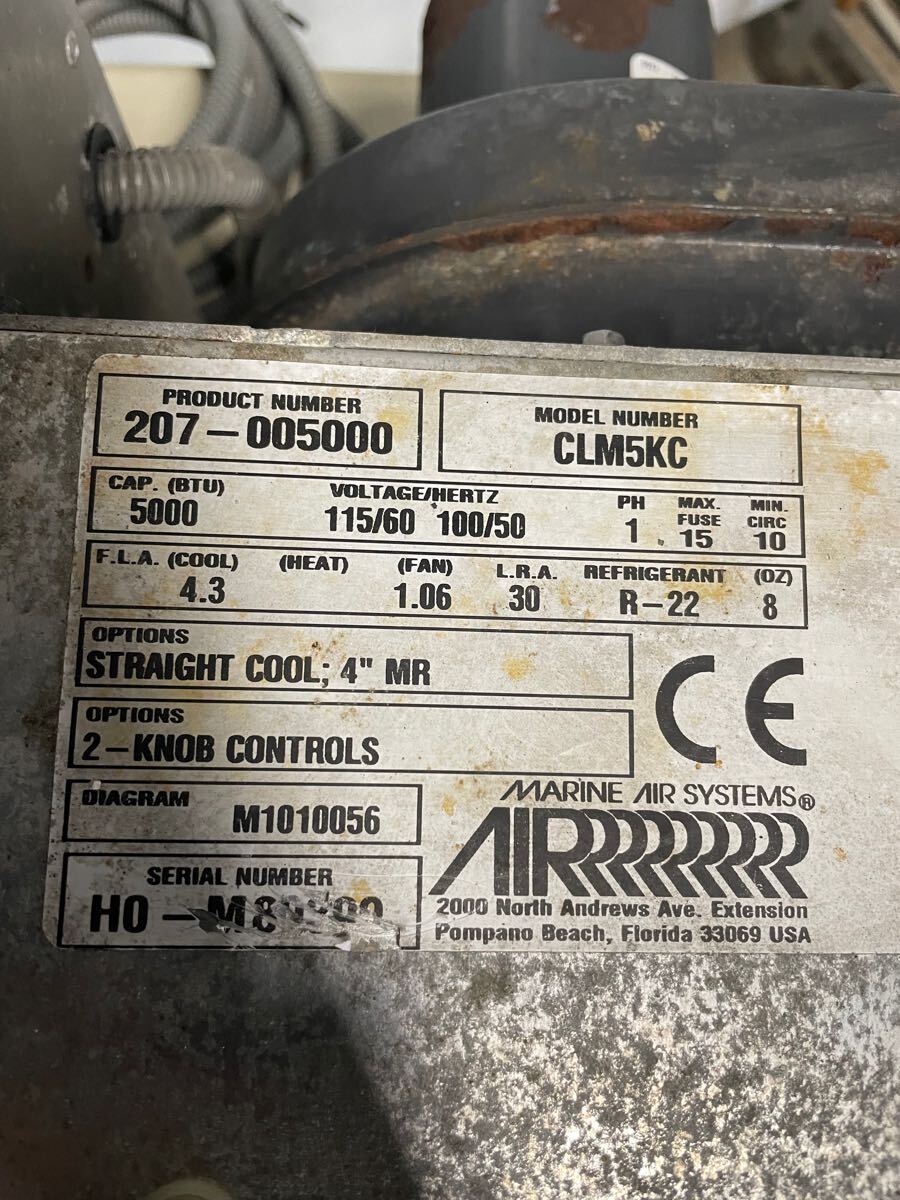 PRODUCT NUMBER
207-005000
MODEL NUMBER
CLM5KC
CAP. (BTU) VOLTAGE/HERTZ PH MAX. FUSE MIN. CIRC
5000 115/60 100/50 1 15 10
F.L.A. (COOL) (HEAT) (FAN) L.R.A. REFRIGERANT (OZ)
4.3 1.06 30 R-22 8
OPTIONS
STRAIGHT COOL; 4" MR
OPTIONS
2-KNOB CONTROLS
CE
DIAGRAM
M1010056
MARINE AIR SYSTEMS®
AIR
SERIAL NUMBER
HO -
2000 North Andrews Ave. Extension
Pompano Beach, Florida 33069 USA